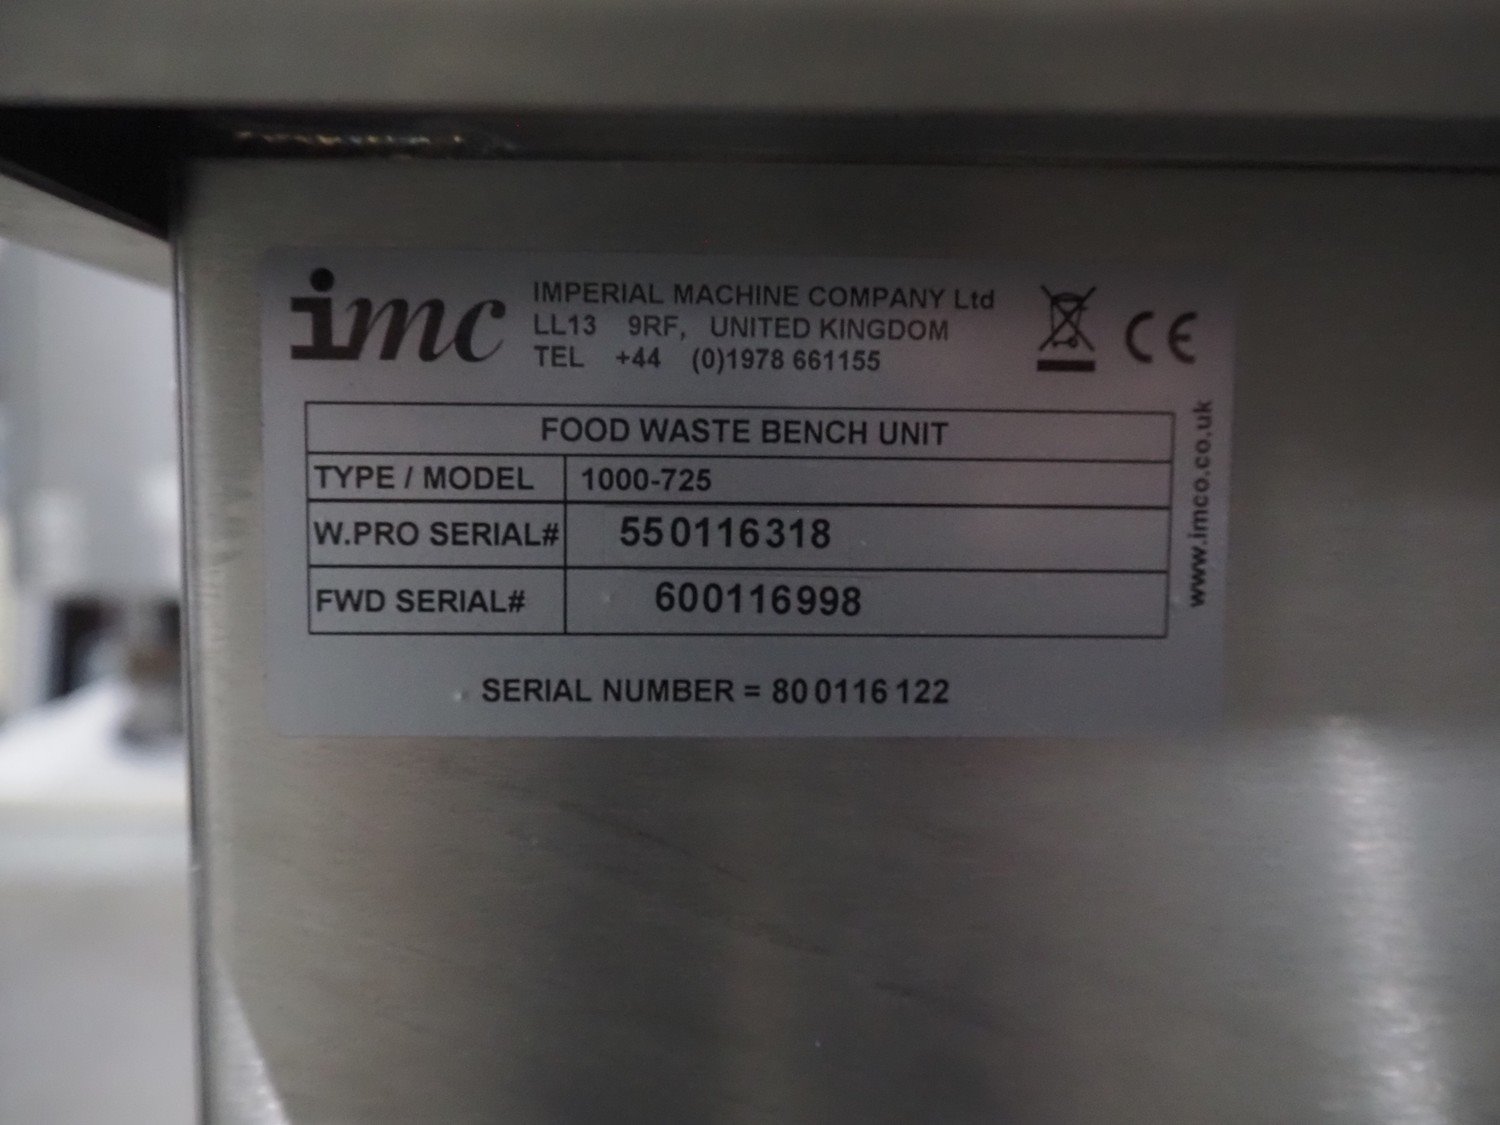 imc
IMPERIAL MACHINE COMPANY Ltd
LL13 9RF, UNITED KINGDOM
TEL +44 (0)1978 661155
CE
www.imco.co.uk
FOOD WASTE BENCH UNIT
TYPE / MODEL 1000-725
W.PRO SERIAL# 550116318
FWD SERIAL# 600116998
SERIAL NUMBER = 800116122